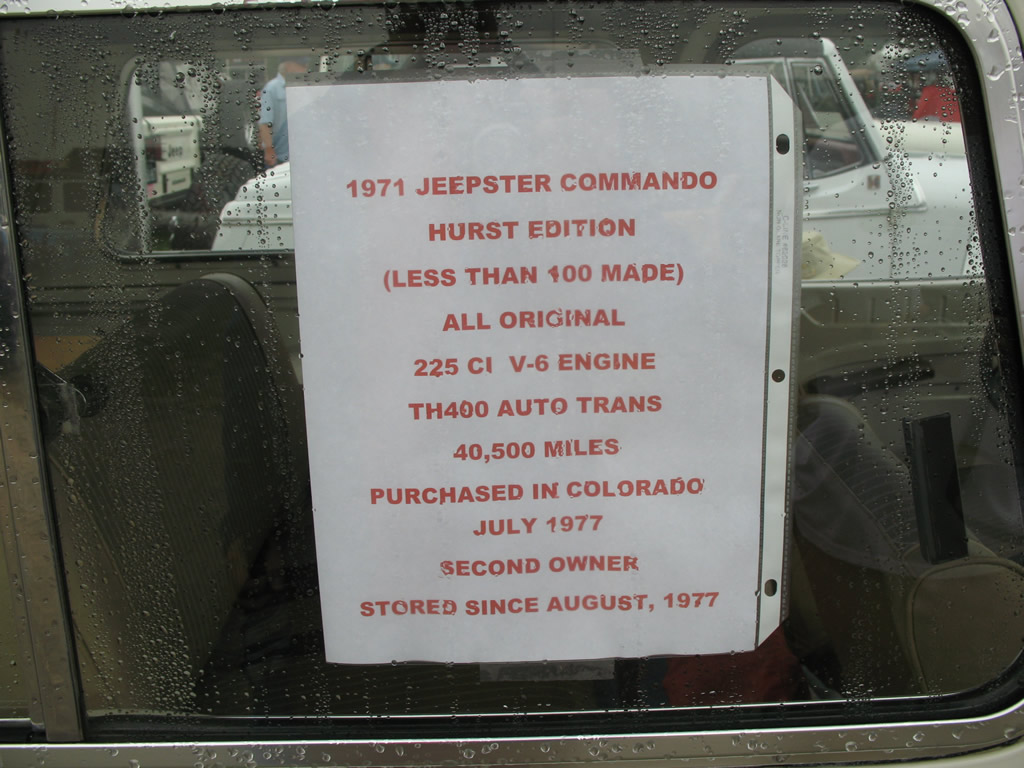 1971 JEEPSTER COMMANDO
HURST EDITION
(LESS THAN 100 MADE)
ALL ORIGINAL
225 CI V-6 ENGINE
TH400 AUTO TRANS
40,500 MILES
PURCHASED IN COLORADO
JULY 1977
SECOND OWNER
STORED SINCE AUGUST, 1977
Jeep